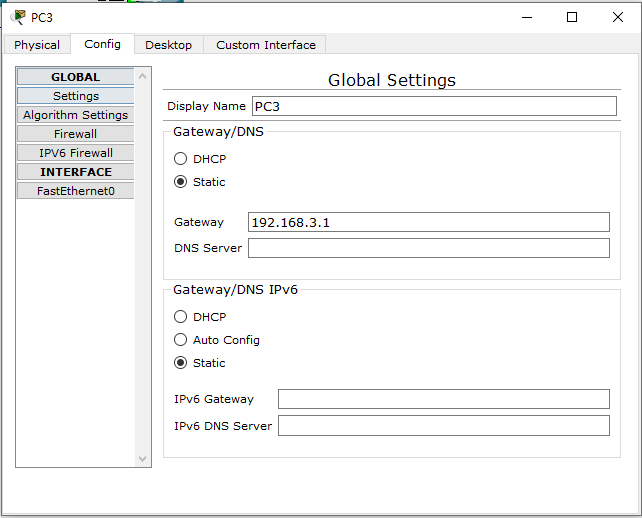 PC3
Physical Config Desktop Custom Interface
GLOBAL
Settings
Algorithm Settings
Firewall
IPV6 Firewall
INTERFACE
FastEthernet0
Global Settings
Display Name PC3
Gateway/DNS
DHCP
Static
Gateway 192.168.3.1
DNS Server
Gateway/DNS IPv6
DHCP
Auto Config
Static
IPv6 Gateway
IPv6 DNS Server